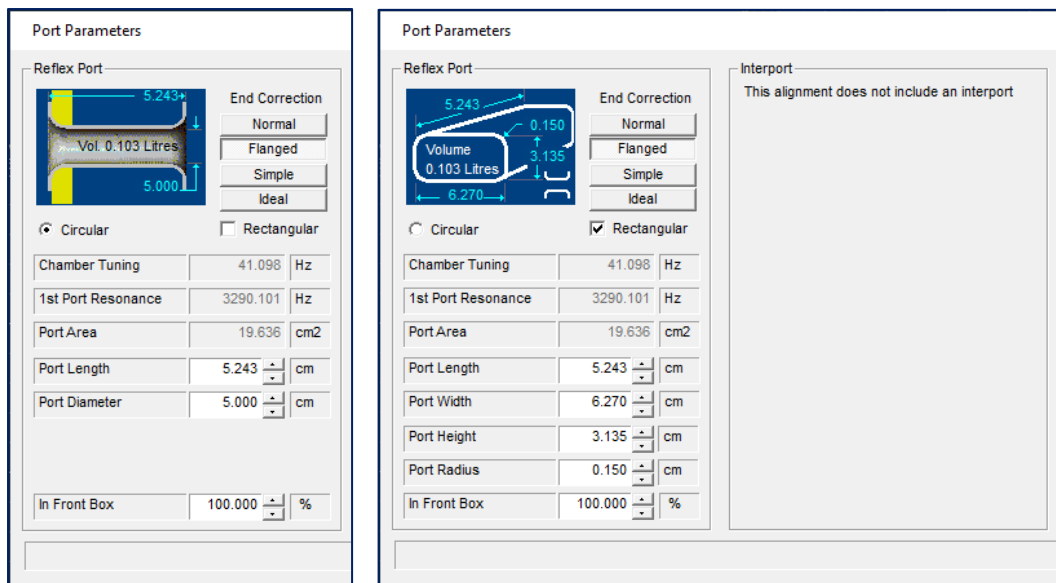 Port Parameters
Reflex Port
5.243
Vol. 0.103 Litres
5.000
End Correction
Normal
Flanged
Simple
Ideal
Circular
Rectangular
Chamber Tuning 41.098 Hz
1st Port Resonance 3290.101 Hz
Port Area 19.636 cm2
Port Length 5.243 cm
Port Diameter 5.000 cm
In Front Box 100.000 %
Port Parameters
Reflex Port
5.243
0.150
Volume
0.103 Litres
3.135
6.270
End Correction
Normal
Flanged
Simple
Ideal
Circular
Rectangular
Chamber Tuning 41.098 Hz
1st Port Resonance 3290.101 Hz
Port Area 19.636 cm2
Port Length 5.243 cm
Port Width 6.270 cm
Port Height 3.135 cm
Port Radius 0.150 cm
In Front Box 100.000 %
Interport
This alignment does not include an interport